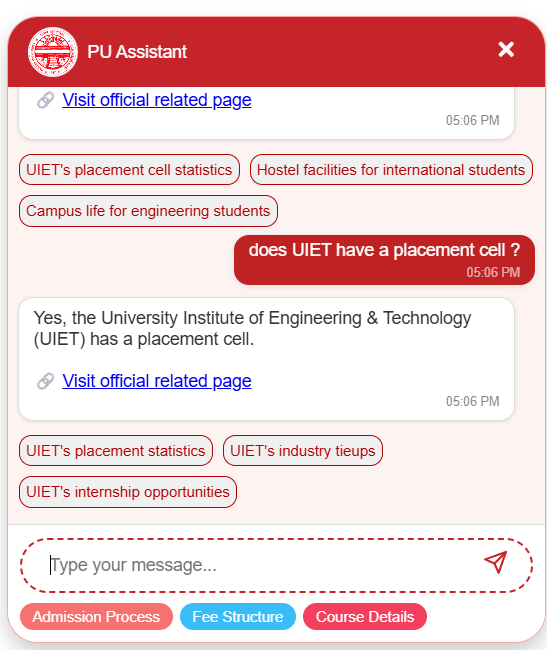 PU Assistant
Visit official related page
05:06 PM
UIET's placement cell statistics
Hostel facilities for international students
Campus life for engineering students
does UIET have a placement cell ?
05:06 PM
Yes, the University Institute of Engineering & Technology
(UIET) has a placement cell.
Visit official related page
05:06 PM
UIET's placement statistics
UIET's industry tieups
UIET's internship opportunities
Type your message...
Admission Process
Fee Structure
Course Details